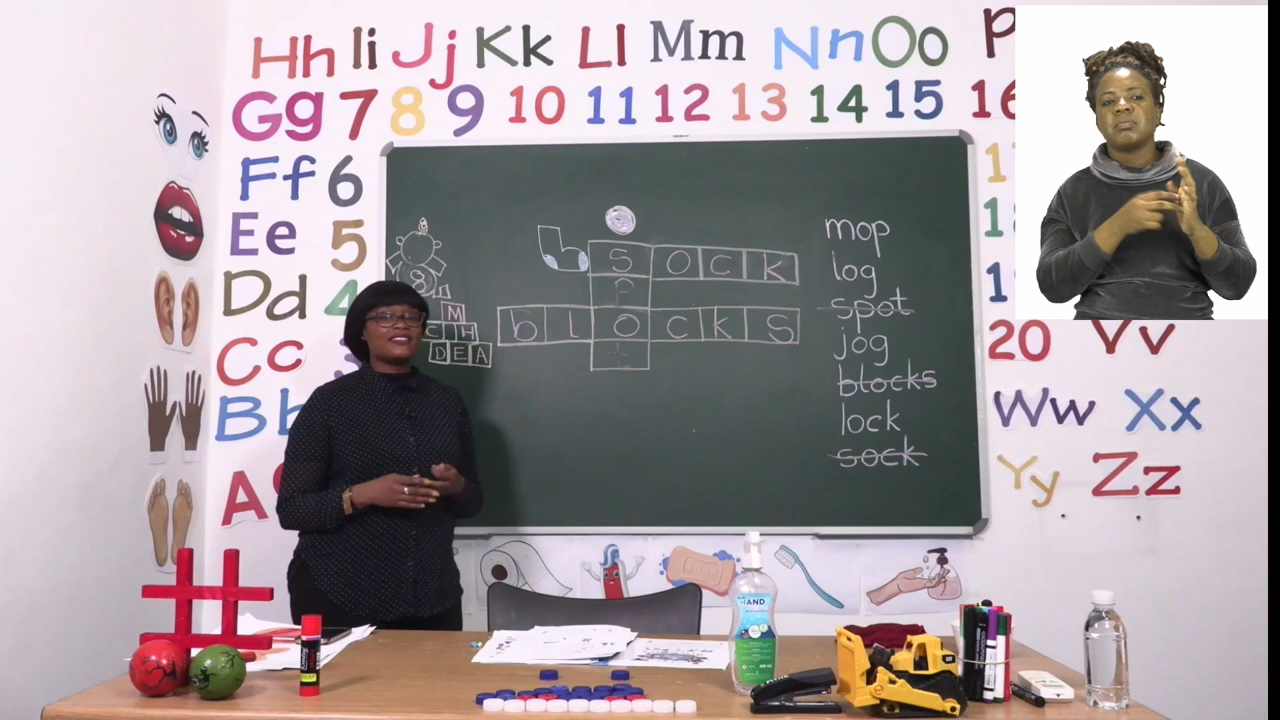 Hh Ii Jj Kk Ll Mm Nn Oo P
Gg 7 8 9 10 11 12 13 14 15 16
Ff 6
Ee 5
Dd 4
Cc 3
Bb
A
20 Vv
Ww Xx
Yy Zz
SOCK
P
blocks
t
M
C H
D E A
mop
log
spot
jog
blocks
lock
sock
HAND